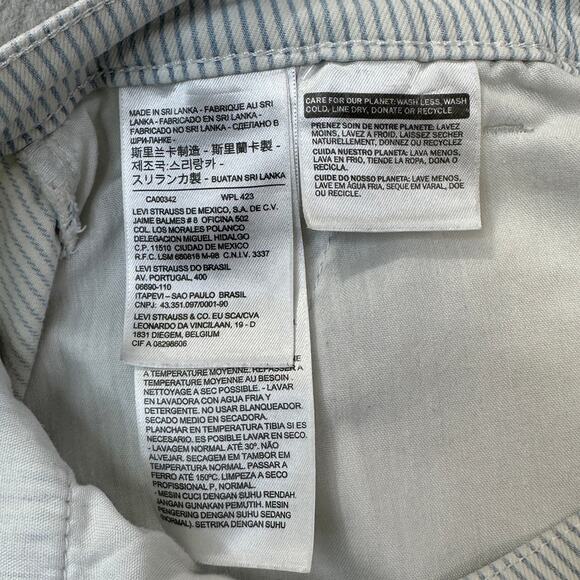 MADE IN SRI LANKA - FABRIQUE AU SRI
LANKA - FABRICADO EN SRI LANKA -
FABRICADO NO SRI LANKA - СДЕЛАНО В
ШРИ-ЛАНКЕ -
斯里兰卡制造 - 斯里蘭卡製 -
제조국:스리랑카 -
スリランカ製 - BUATAN SRI LANKA
CA00342 WPL 423
LEVI STRAUSS DE MEXICO, S.A. DE C.V.
JAIME BALMES # 8 OFICINA 502
COL. LOS MORALES POLANCO
DELEGACION MIGUEL HIDALGO
C.P. 11510 CIUDAD DE MEXICO
R.F.C. LSM 650818 M-98 C.N.I.V. 3337
LEVI STRAUSS DO BRASIL
AV. PORTUGAL, 400
06690-110
ITAPEVI – SAO PAULO BRASIL
CNPJ: 43.351.097/0001-90
LEVI STRAUSS & CO. EU SCA/CVA
LEONARDO DA VINCILAAN, 19 - D
1831 DIEGEM, BELGIUM
CIF A 08298606
A TEMPERATURE MOYENNE. REPASSER A
TEMPERATURE MOYENNE AU BESOIN .
NETTOYAGE A SEC POSSIBLE. - LAVAR
EN LAVADORA CON AGUA FRIA Y
DETERGENTE. NO USAR BLANQUEADOR.
SECADO MEDIO EN SECADORA.
PLANCHAR EN TEMPERATURA TIBIA SI ES
NECESARIO. ES POSIBLE LAVAR EN SECO.
- LAVAGEM NORMAL ATÉ 30º. NÃO
ALVEJAR. SECAGEM EM TAMBOR EM
TEMPERATURA NORMAL. PASSAR A
FERRO ATÉ 150ºC. LIMPEZA A SECO
PROFISSIONAL P, NORMAL.
- MESIN CUCI DENGAN SUHU RENDAH.
JANGAN GUNAKAN PEMUTIH. MESIN
PENGERING DENGAN SUHU SEDANG
(NORMAL). SETRIKA DENGAN SUHU
CARE FOR OUR PLANET: WASH LESS, WASH
COLD, LINE DRY, DONATE OR RECYCLE
PRENEZ SOIN DE NOTRE PLANETE: LAVEZ
MOINS, LAVEZ A FROID, LAISSEZ SECHER
NATURELLEMENT, DONNEZ OU RECYCLEZ
CUIDA NUESTRO PLANETA: LAVA MENOS,
LAVA EN FRIO, TIENDE LA ROPA, DONA O
RECICLA.
CUIDE DO NOSSO PLANETA: LAVE MENOS,
LAVE EM ÁGUA FRIA, SEQUE EM VARAL, DOE
OU RECICLE.